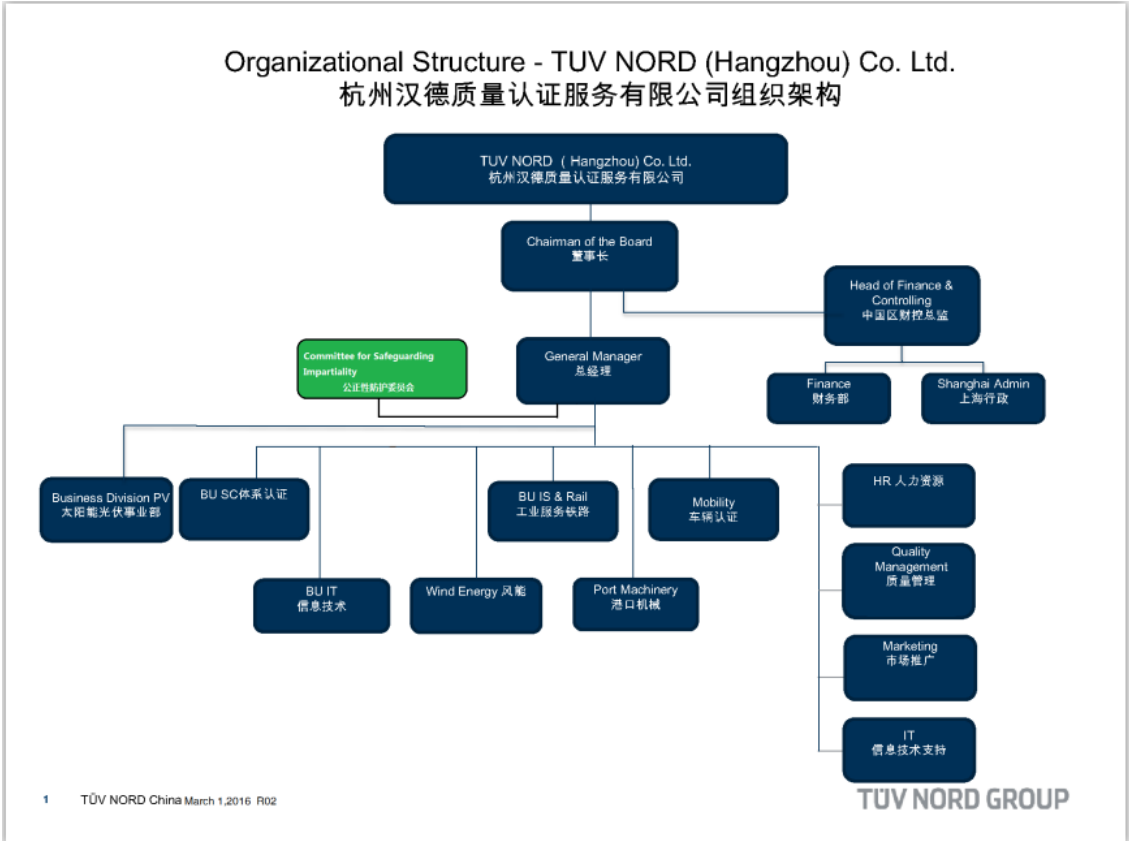 Organizational Structure - TUV NORD (Hangzhou) Co. Ltd.
杭州汉德质量认证服务有限公司组织架构
TUV NORD （ Hangzhou) Co. Ltd.
杭州汉德质量认证服务有限公司
Chairman of the Board
董事长
Head of Finance &
Controlling
中国区财控总监
Committee for Safeguarding
Impartiality
公正性防护委员会
General Manager
总经理
Finance
财务部
Shanghai Admin
上海行政
Business Division PV
太阳能光伏事业部
BU SC体系认证
BU IS & Rail
工业服务铁路
Mobility
车辆认证
HR 人力资源
BU IT
信息技术
Wind Energy 风能
Port Machinery
港口机械
Quality
Management
质量管理
Marketing
市场推广
IT
信息技术支持
1 TÜV NORD China March 1,2016 R02
TÜV NORD GROUP